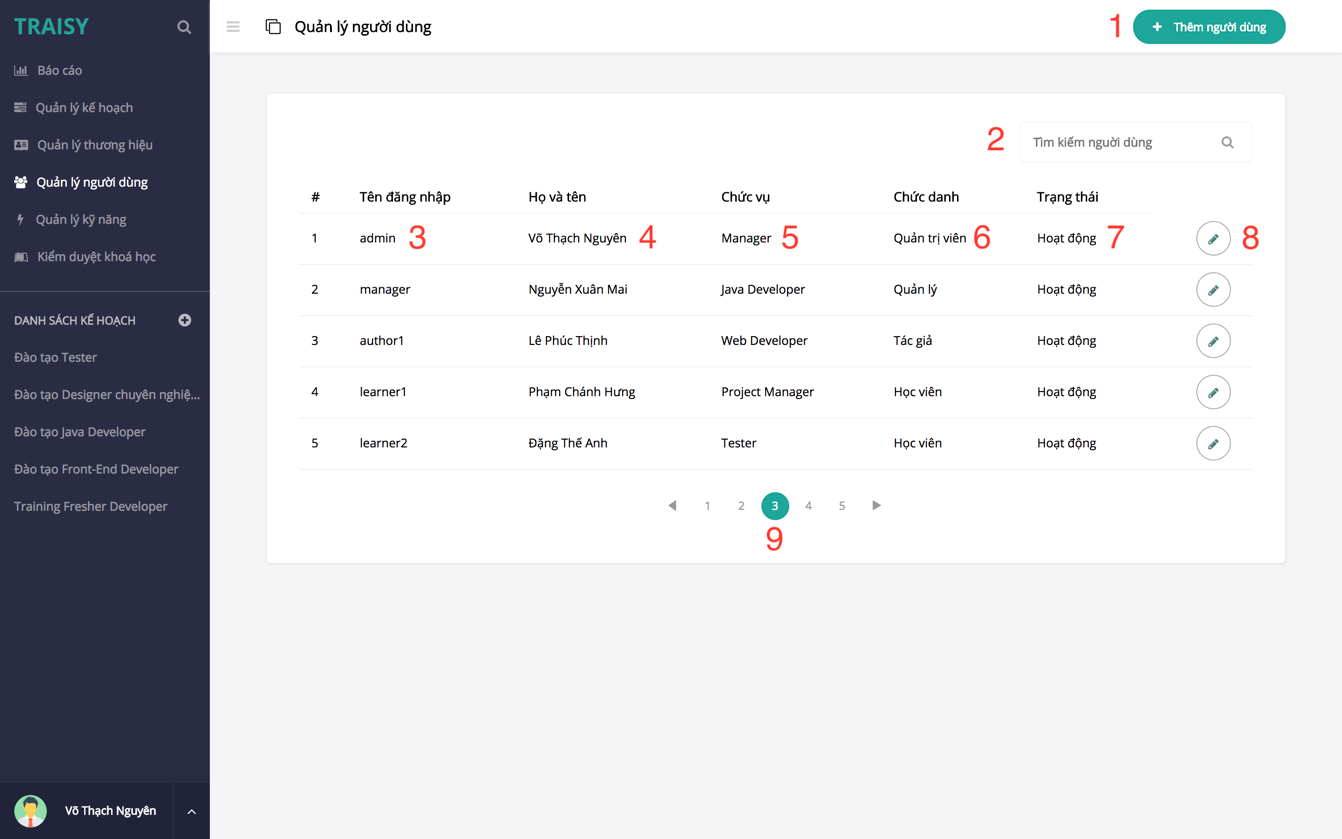 TRAISY
Báo cáo
Quản lý kế hoạch
Quản lý thương hiệu
Quản lý người dùng
Quản lý kỹ năng
Kiểm duyệt khoá học
DANH SÁCH KẾ HOẠCH
Đào tạo Tester
Đào tạo Designer chuyên nghiệ...
Đào tạo Java Developer
Đào tạo Front-End Developer
Training Fresher Developer
Võ Thạch Nguyên
Quản lý người dùng
1 + Thêm người dùng
2 Tìm kiếm người dùng
# Tên đăng nhập Họ và tên Chức vụ Chức danh Trạng thái
1 admin 3 Võ Thạch Nguyên 4 Manager 5 Quản trị viên 6 Hoạt động 7 8
2 manager Nguyễn Xuân Mai Java Developer Quản lý Hoạt động
3 author1 Lê Phúc Thịnh Web Developer Tác giả Hoạt động
4 learner1 Phạm Chánh Hưng Project Manager Học viên Hoạt động
5 learner2 Đặng Thế Anh Tester Học viên Hoạt động
1 2 3 4 5
9